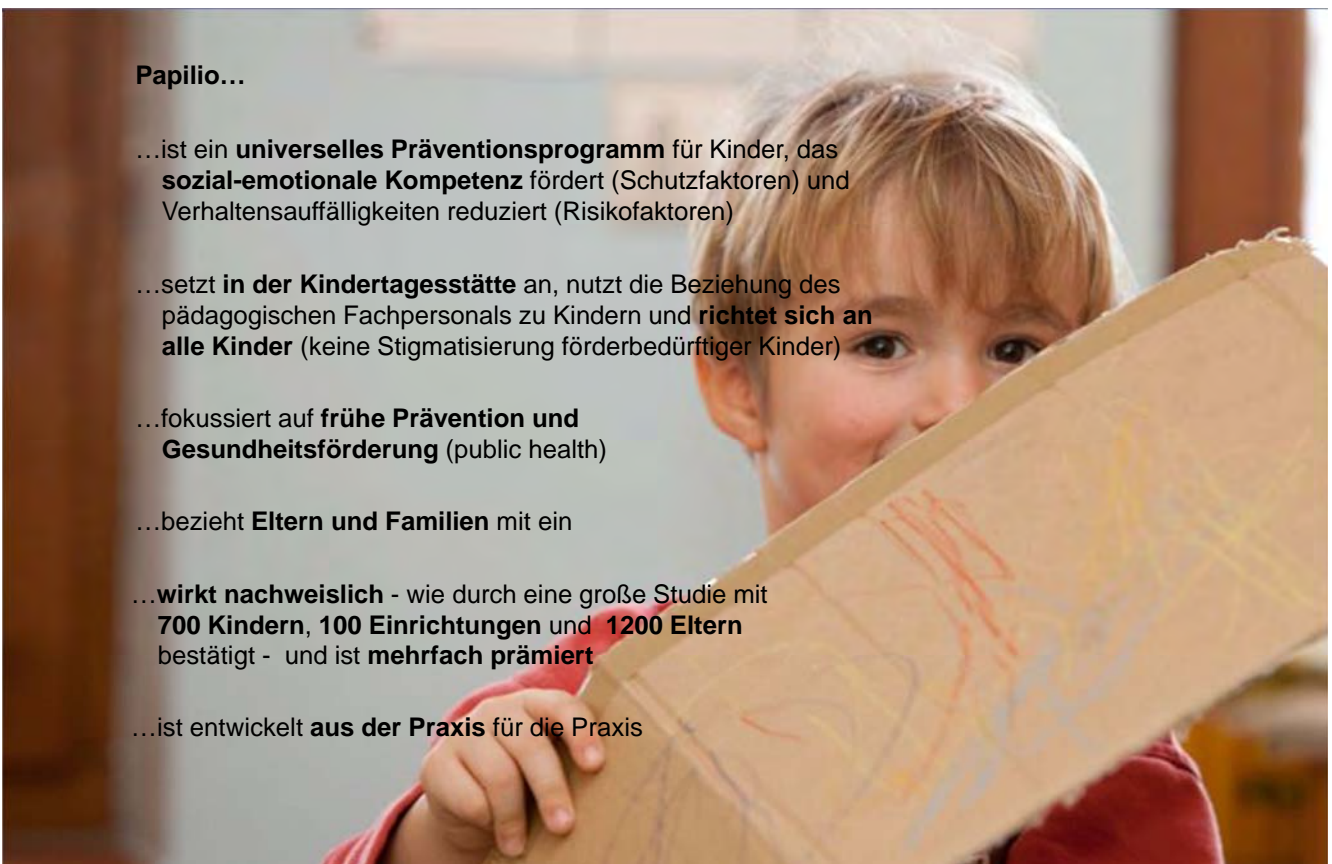 Papilio…
…ist ein universelles Präventionsprogramm für Kinder, das
sozial-emotionale Kompetenz fördert (Schutzfaktoren) und
Verhaltensauffälligkeiten reduziert (Risikofaktoren)
…setzt in der Kindertagesstätte an, nutzt die Beziehung des
pädagogischen Fachpersonals zu Kindern und richtet sich an
alle Kinder (keine Stigmatisierung förderbedürftiger Kinder)
…fokussiert auf frühe Prävention und
Gesundheitsförderung (public health)
…bezieht Eltern und Familien mit ein
…wirkt nachweislich - wie durch eine große Studie mit
700 Kindern, 100 Einrichtungen und 1200 Eltern
bestätigt - und ist mehrfach prämiert
…ist entwickelt aus der Praxis für die Praxis